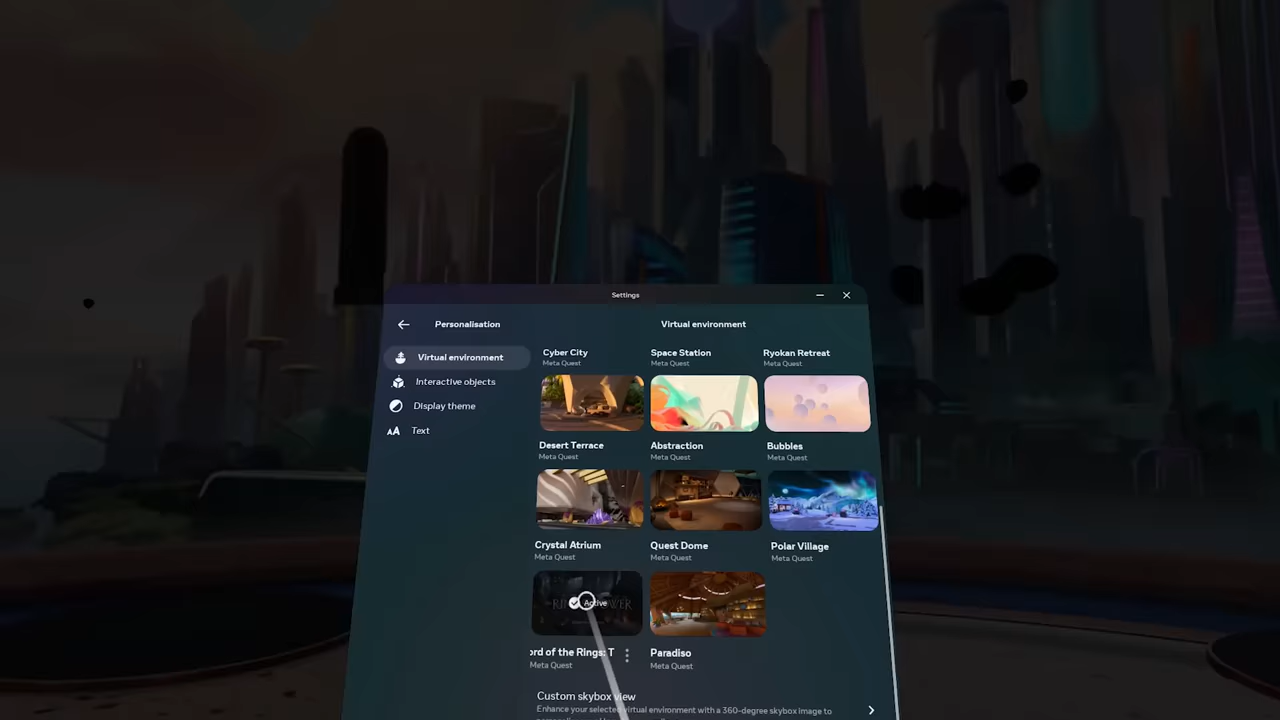 Settings
Personalisation
Virtual environment
Virtual environment
Interactive objects
Display theme
Text
Cyber City
Meta Quest
Space Station
Meta Quest
Ryokan Retreat
Meta Quest
Desert Terrace
Meta Quest
Abstraction
Meta Quest
Bubbles
Meta Quest
Crystal Atrium
Meta Quest
Quest Dome
Meta Quest
Polar Village
Meta Quest
Active
ord of the Rings: T
Meta Quest
Paradiso
Meta Quest
Custom skybox view
Enhance your selected virtual environment with a 360-degree skybox image to